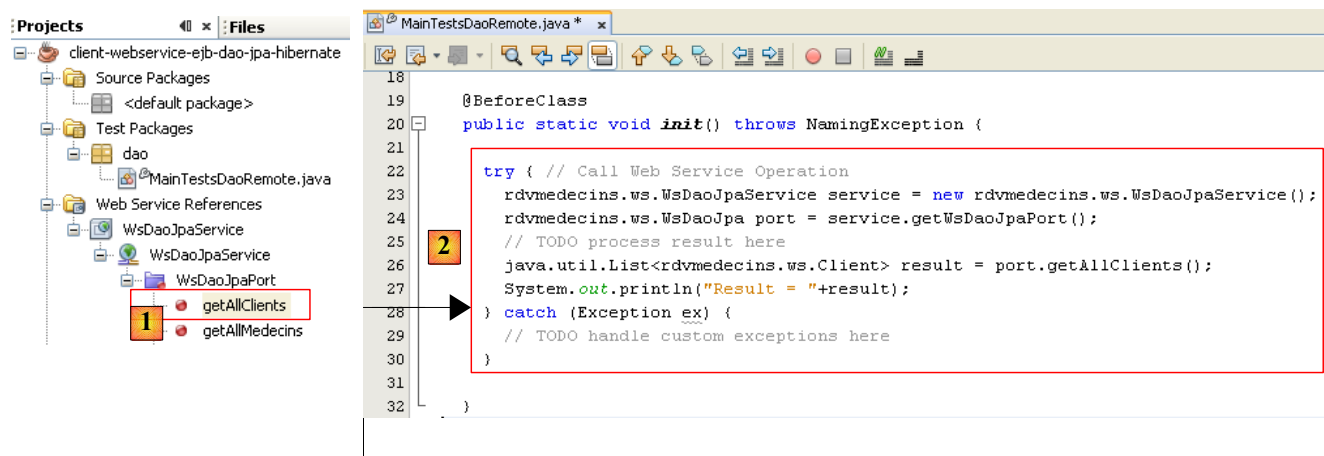 Projects
Files
client-webservice-ejb-dao-jpa-hibernate
Source Packages
<default package>
Test Packages
dao
MainTestsDaoRemote.java
Web Service References
WsDaoJpaService
WsDaoJpaService
WsDaoJpaPort
getAllClients
1
getAllMedecins
MainTestsDaoRemote.java *
18
19 @BeforeClass
20 public static void init() throws NamingException {
21
22 try { // Call Web Service Operation
23 rdvmedecins.ws.WsDaoJpaService service = new rdvmedecins.ws.WsDaoJpaService();
24 rdvmedecins.ws.WsDaoJpa port = service.getWsDaoJpaPort();
25 // TODO process result here
2
26 java.util.List<rdvmedecins.ws.Client> result = port.getAllClients();
27 System.out.println("Result = "+result);
28 } catch (Exception ex) {
29 // TODO handle custom exceptions here
30 }
31
32 }